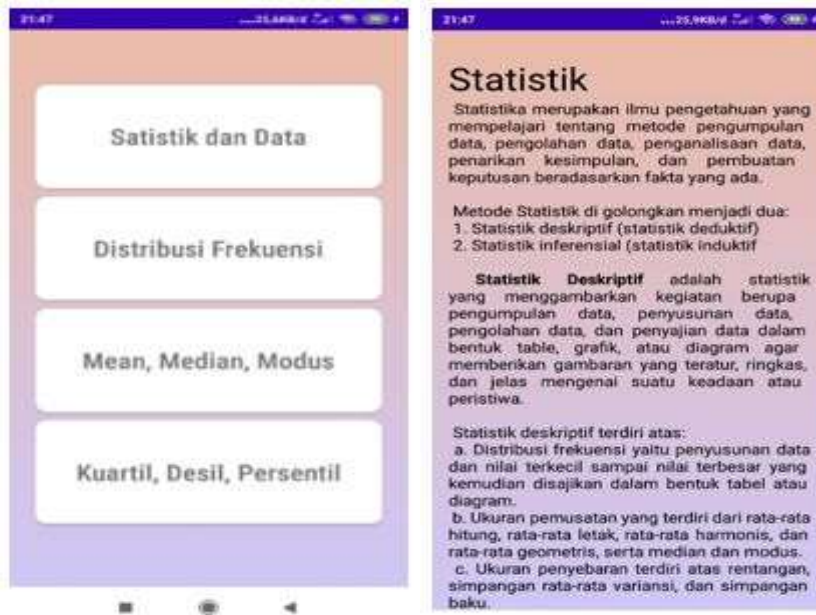 21:47
Satistik dan Data
Distribusi Frekuensi
Mean, Median, Modus
Kuartil, Desil, Persentil
21:47
Statistik
Statistika merupakan ilmu pengetahuan yang
mempelajari tentang metode pengumpulan
data, pengolahan data, penganalisaan data,
penarikan kesimpulan, dan pembuatan
keputusan beradasarkan fakta yang ada.
Metode Statistik di golongkan menjadi dua:
1. Statistik deskriptif (statistik deduktif)
2. Statistik inferensial (statistik induktif
Statistik Deskriptif adalah statistik
yang menggambarkan kegiatan berupa
pengumpulan data, penyusunan data,
pengolahan data, dan penyajian data dalam
bentuk table, grafik, atau diagram agar
memberikan gambaran yang teratur, ringkas,
dan jelas mengenai suatu keadaan atau
peristiwa.
Statistik deskriptif terdiri atas:
a. Distribusi frekuensi yaitu penyusunan data
dan nilai terkecil sampai nilai terbesar yang
kemudian disajikan dalam bentuk tabel atau
diagram.
b. Ukuran pemusatan yang terdiri dari rata-rata
hitung, rata-rata letak, rata-rata harmonis, dan
rata-rata geometris, serta median dan modus.
c. Ukuran penyebaran terdiri atas rentangan,
simpangan rata-rata variansi, dan simpangan
baku.